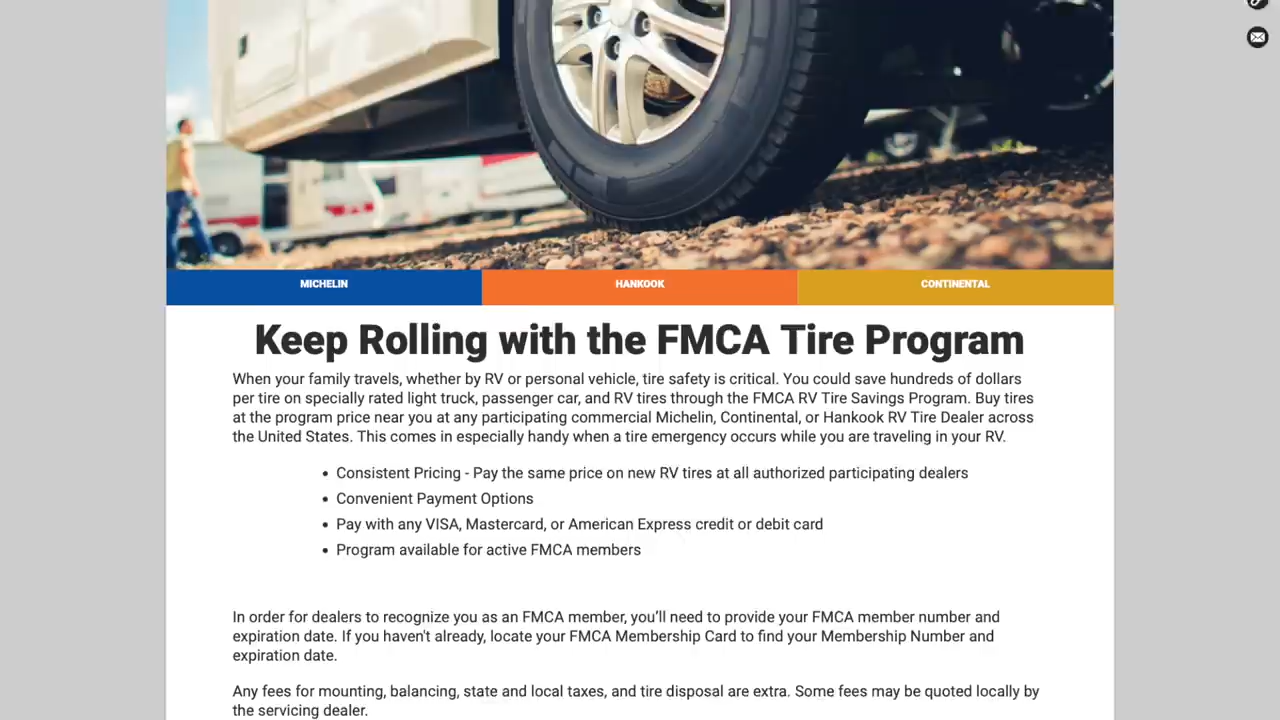 MICHELIN
HANKOOK
CONTINENTAL
Keep Rolling with the FMCA Tire Program
When your family travels, whether by RV or personal vehicle, tire safety is critical. You could save hundreds of dollars
per tire on specially rated light truck, passenger car, and RV tires through the FMCA RV Tire Savings Program. Buy tires
at the program price near you at any participating commercial Michelin, Continental, or Hankook RV Tire Dealer across
the United States. This comes in especially handy when a tire emergency occurs while you are traveling in your RV.
• Consistent Pricing - Pay the same price on new RV tires at all authorized participating dealers
• Convenient Payment Options
• Pay with any VISA, Mastercard, or American Express credit or debit card
• Program available for active FMCA members
In order for dealers to recognize you as an FMCA member, you’ll need to provide your FMCA member number and
expiration date. If you haven't already, locate your FMCA Membership Card to find your Membership Number and
expiration date.
Any fees for mounting, balancing, state and local taxes, and tire disposal are extra. Some fees may be quoted locally by
the servicing dealer.